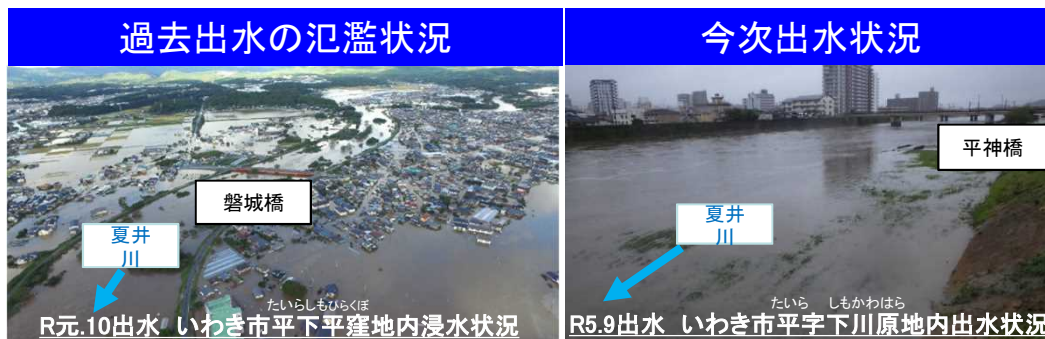 過去出水の氾濫状況
磐城橋
夏井
川
たいらしもひらくぼ
R元.10出水 いわき市平下平窪地内浸水状況
今次出水状況
平神橋
夏井
川
たいら しもかわはら
R5.9出水 いわき市平字下川原地内出水状況